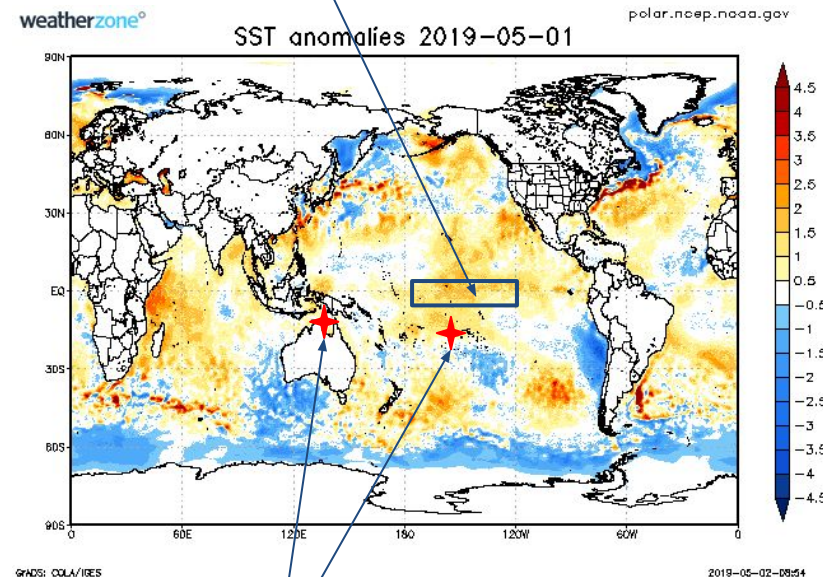 weatherzone°
polar.ncep.noaa.gov
SST anomalies 2019-05-01
90N
60N
30N
EQ
30S
60S
90S
0
60E
120E
180
120W
60W
0
4.5
4
3.5
3
2.5
2
1.5
1
0.5
-0.5
-1
-1.5
-2
-2.5
-3
-3.5
-4
-4.5
GrADS: COLA/IGES
2019-05-02-08:54